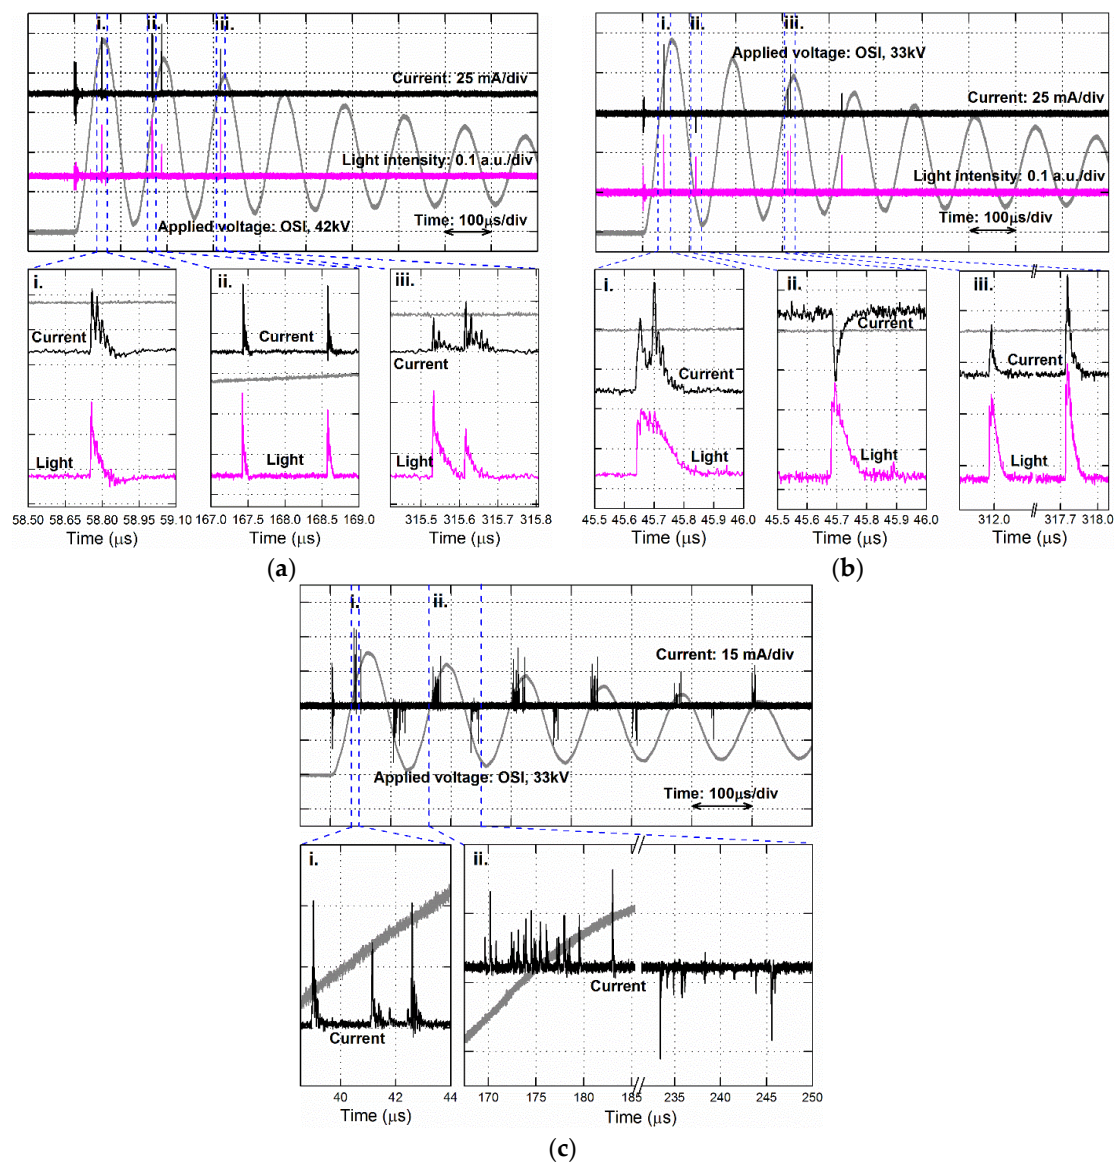 i. ii. ii.
Current: 25 mA/div
Light intensity: 0.1 a.u./div
Time: 100μs/div
Applied voltage: OSI, 42kV
i. ii. iii.
Current Current Current
Light Light Light
58.50 58.65 58.80 58.95 59.10 167.0 167.5 168.0 168.5 169.0 315.5 315.6 315.7 315.8
Time (μs) Time (μs) Time (μs)
(a)
i. ii. iii.
Applied voltage: OSI, 33kV
Current: 25 mA/div
Light intensity: 0.1 a.u./div
Time: 100μs/div
i. ii. iii.
Current Current Current
Light Light Light
45.5 45.6 45.7 45.8 45.9 46.0 45.5 45.6 45.7 45.8 45.9 46.0 312.0 317.7 318.0
Time (μs) Time (μs) Time (μs)
(b)
i. ii.
Current: 15 mA/div
Applied voltage: OSI, 33kV
Time: 100μs/div
i. ii.
Current Current
40 42 44 170 175 180 185 235 240 245 250
Time (μs) Time (μs)
(c)